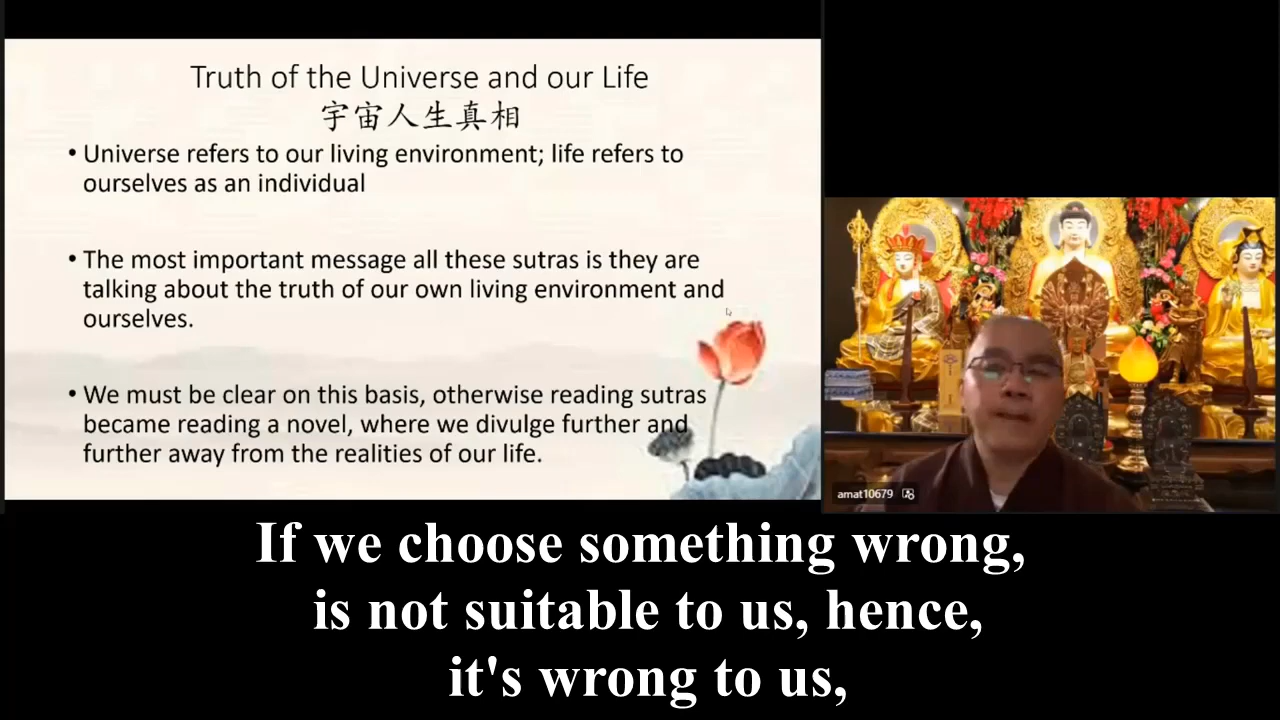 Truth of the Universe and our Life
宇宙人生真相
• Universe refers to our living environment; life refers to
ourselves as an individual
• The most important message all these sutras is they are
talking about the truth of our own living environment and
ourselves.
• We must be clear on this basis, otherwise reading sutras
became reading a novel, where we divulge further and
further away from the realities of our life.
amat10679
If we choose something wrong,
is not suitable to us, hence,
it's wrong to us,